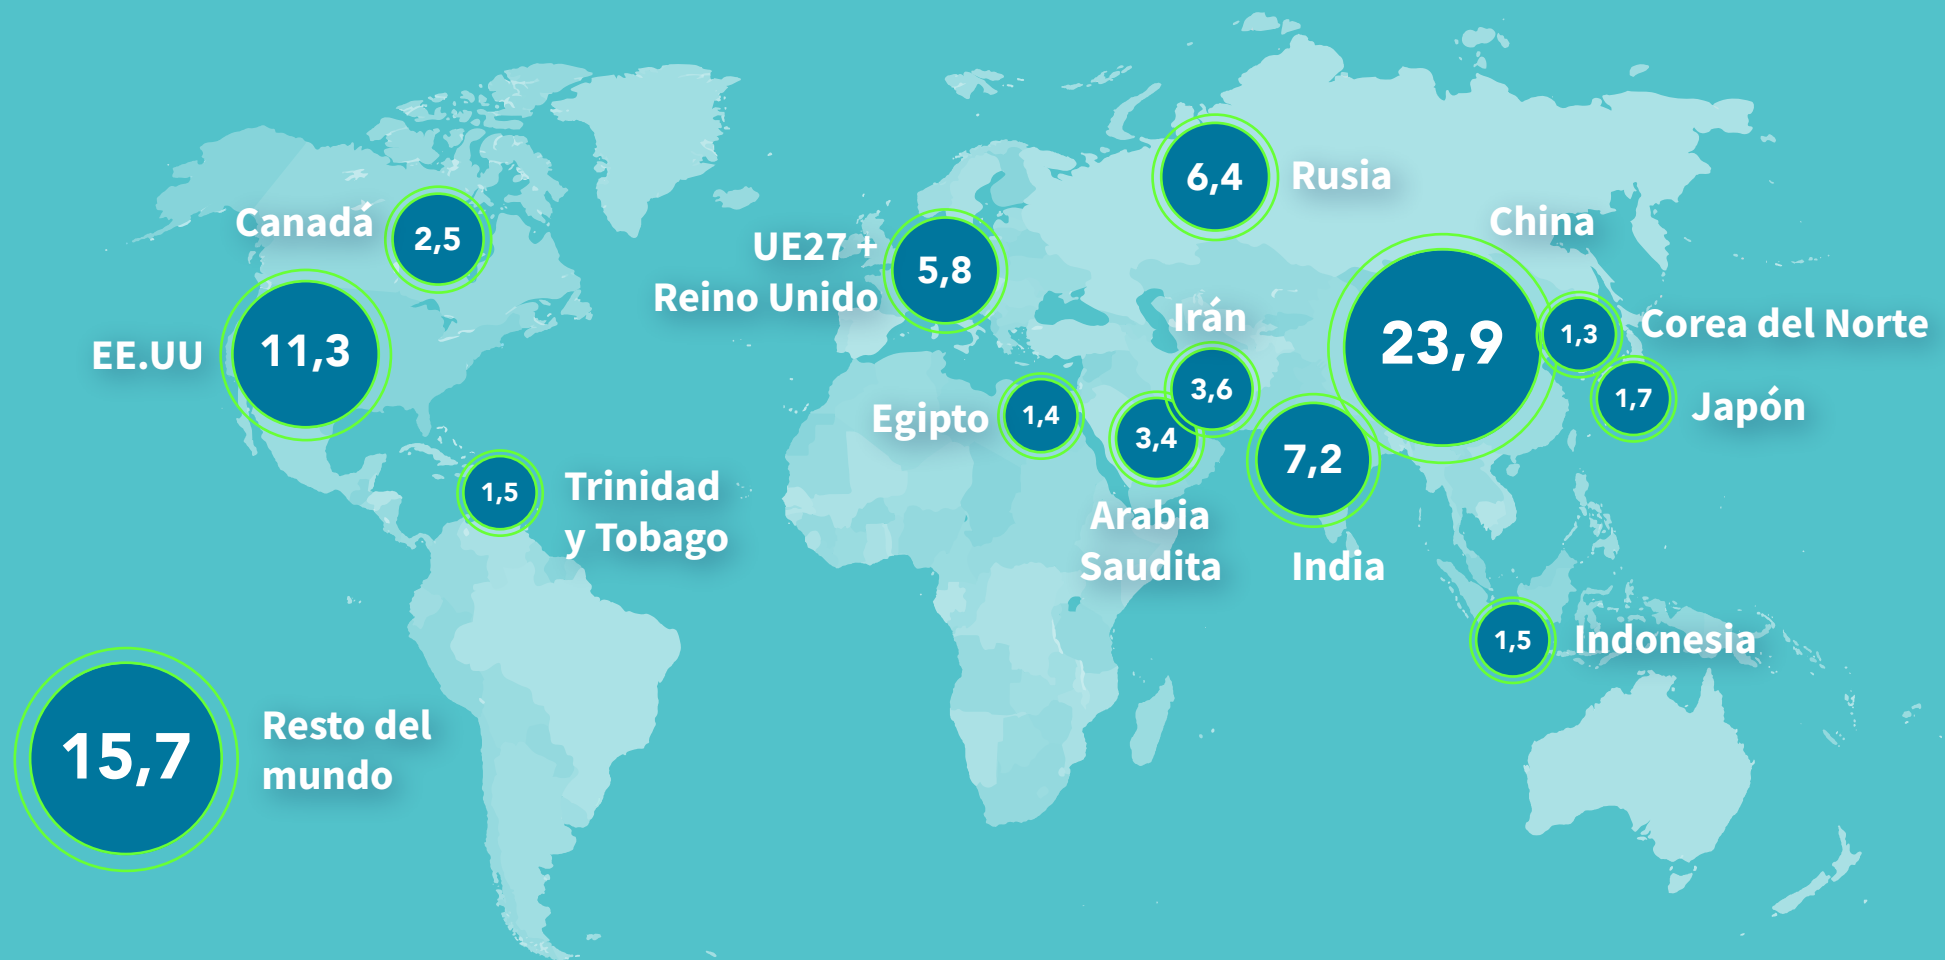 Canadá
2,5
EE.UU
11,3
Trinidad
y Tobago
1,5
Resto del
mundo
15,7
UE27 +
Reino Unido
5,8
Rusia
6,4
China
23,9
Corea del Norte
1,3
Japón
1,7
Irán
3,6
Egipto
1,4
Arabia
Saudita
3,4
India
7,2
Indonesia
1,5